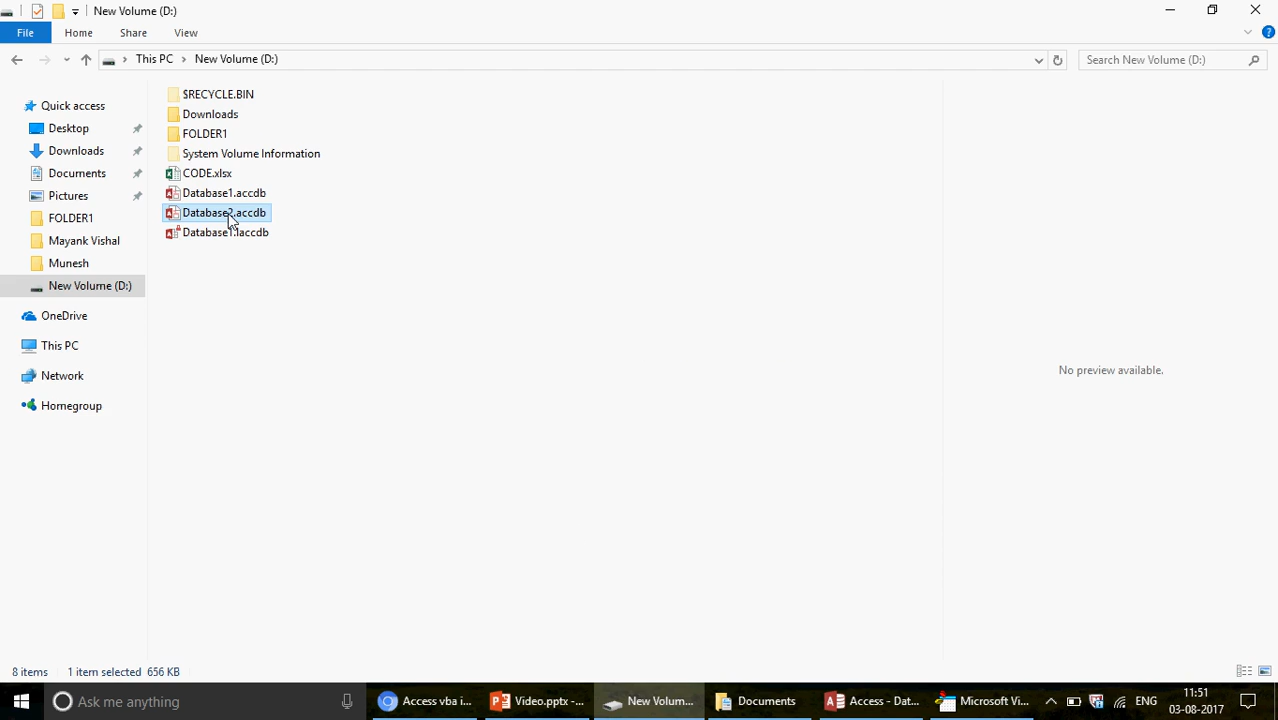 New Volume (D:)
File Home Share View
This PC New Volume (D:) Search New Volume (D:)
Quick access
Desktop
Downloads
Documents
Pictures
FOLDER1
Mayank Vishal
Munesh
New Volume (D:)
OneDrive
This PC
Network
Homegroup
$RECYCLE.BIN
Downloads
FOLDER1
System Volume Information
CODE.xlsx
Database1.accdb
Database2.accdb
Database1.laccdb
No preview available.
8 items 1 item selected 656 KB
Ask me anything Access vba i... Video.pptx -... New Volum... Documents Access - Dat... Microsoft Vi... ENG 11:51
03-08-2017